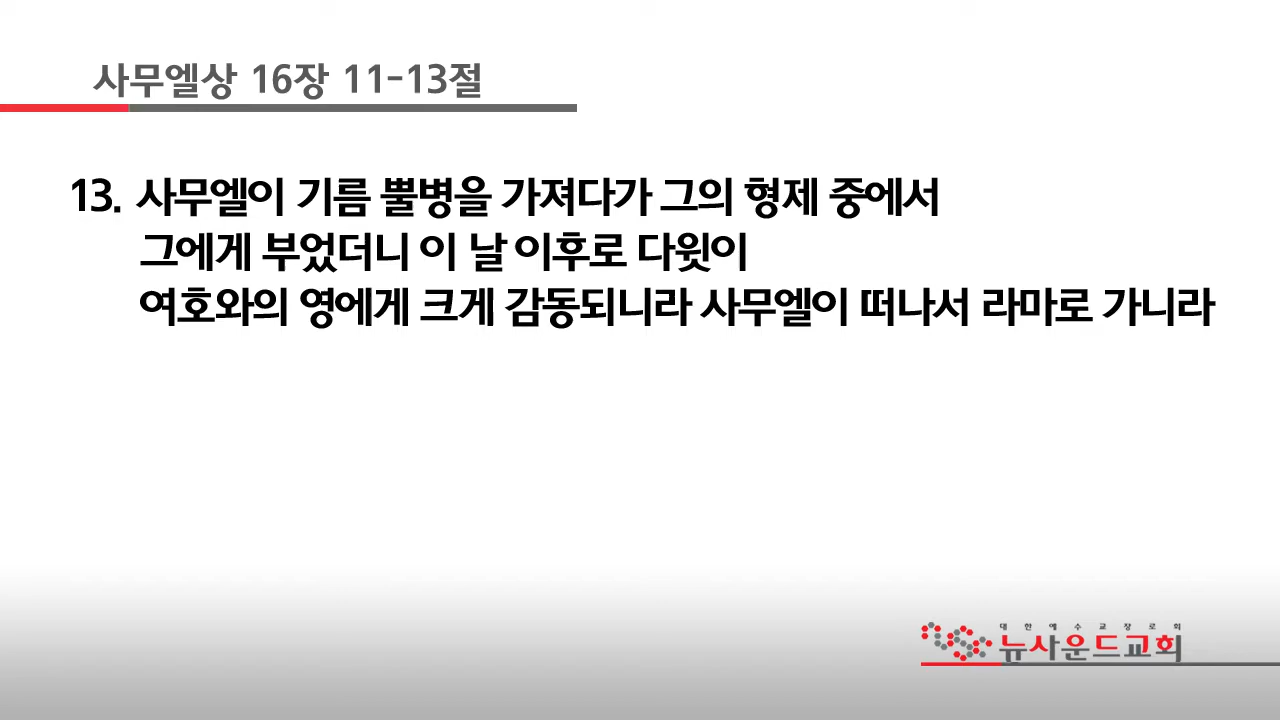 사무엘상 16장 11-13절
13. 사무엘이 기름 뿔병을 가져다가 그의 형제 중에서
그에게 부었더니 이 날 이후로 다윗이
여호와의 영에게 크게 감동되니라 사무엘이 떠나서 라마로 가니라
대한예수교장로회
뉴사운드교회